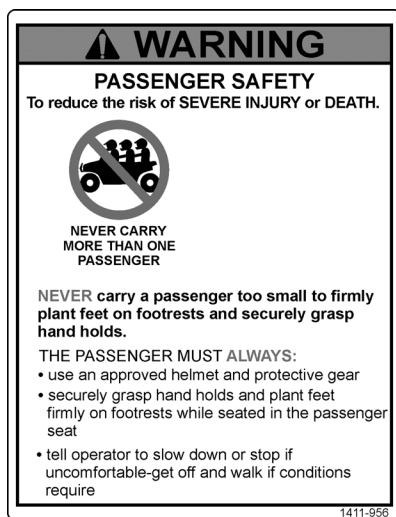 WARNING
PASSENGER SAFETY
To reduce the risk of SEVERE INJURY or DEATH.
NEVER CARRY
MORE THAN ONE
PASSENGER
NEVER carry a passenger too small to firmly
plant feet on footrests and securely grasp
hand holds.
THE PASSENGER MUST ALWAYS:
• use an approved helmet and protective gear
• securely grasp hand holds and plant feet
firmly on footrests while seated in the passenger
seat
• tell operator to slow down or stop if
uncomfortable-get off and walk if conditions
require
1411-956